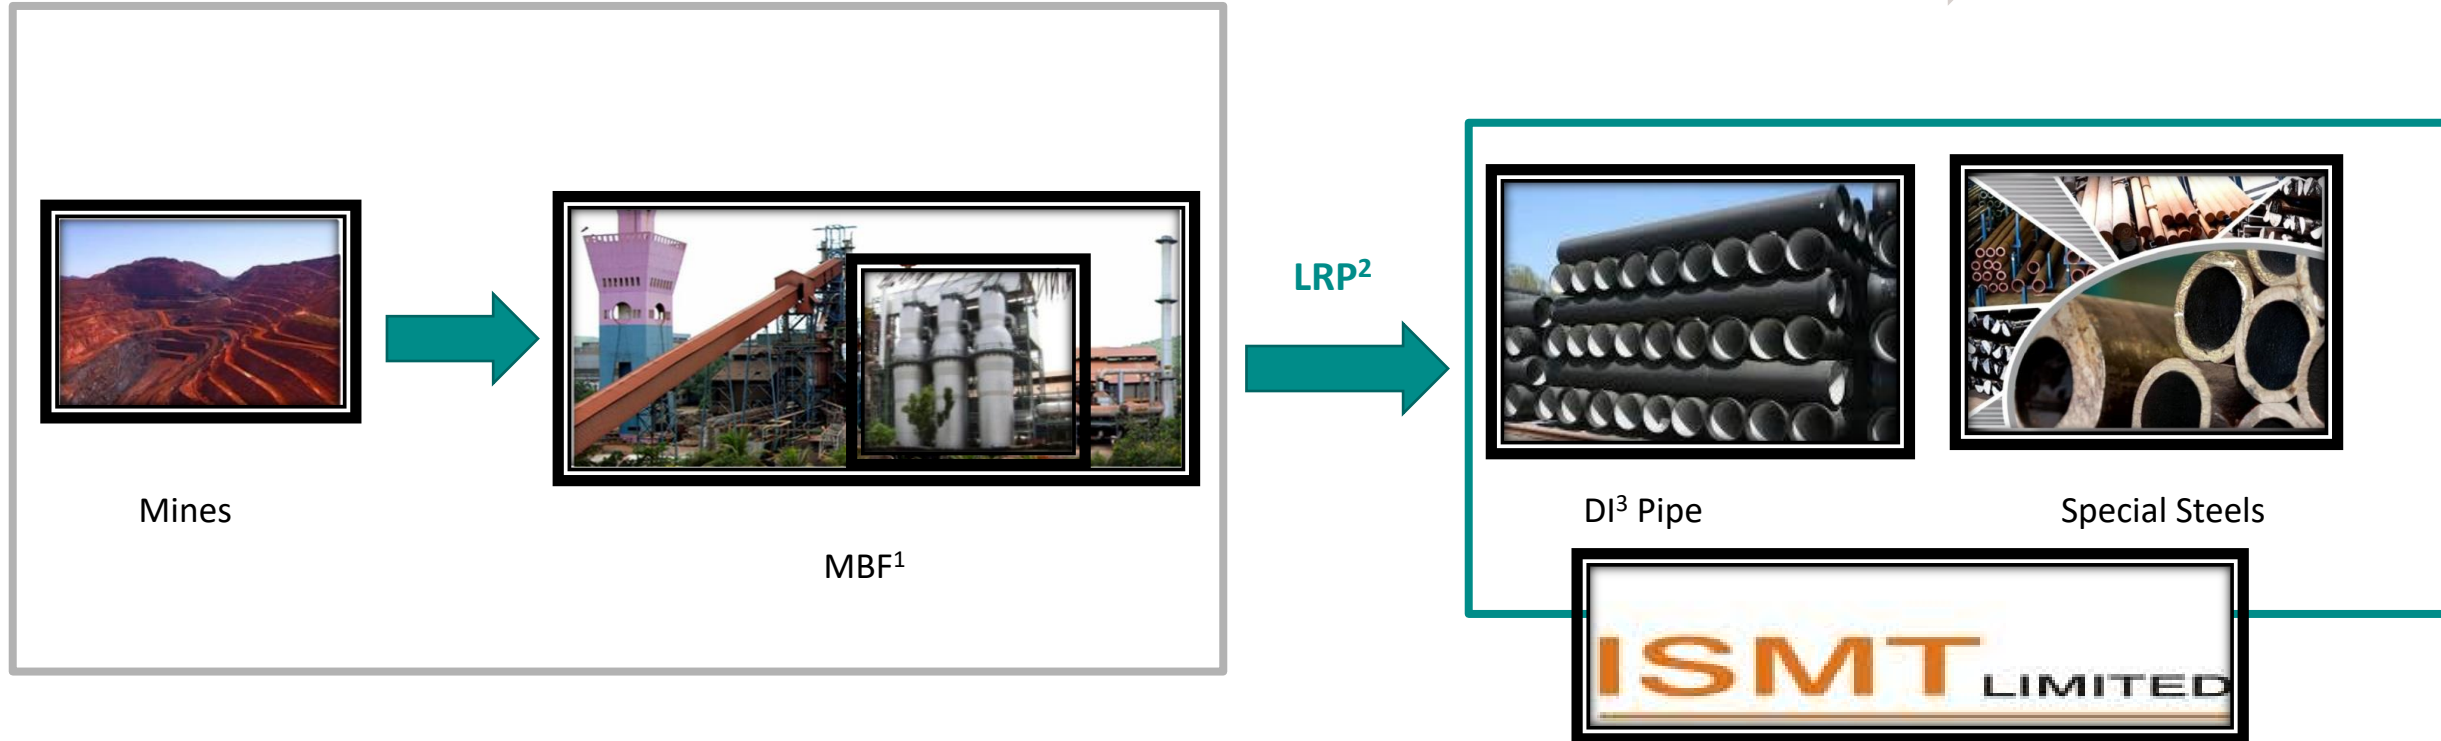 Mines
MBF¹
LRP²
DI³ Pipe
Special Steels
ISMT LIMITED